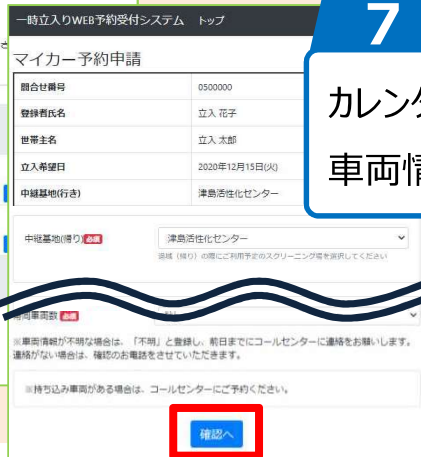 一時立入りWEB予約受付システム トップ
7
カレンダ
車両情
マイカー予約申請
問合せ番号 0500000
登録者氏名 立入 花子
世帯主名 立入 太郎
立入希望日 2020年12月15日(火)
中継基地(行き) 津島活性化センター
中継基地(帰り)必須 津島活性化センター
退域(帰り)の際にご利用予定のスクリーニング場を選択してください
車両数 必須
※車両情報が不明な場合は、「不明」と登録し、前日までにコールセンターに連絡をお願いします。
連絡がない場合は、確認のお電話をさせていただきます。
※持ち込み車両がある場合は、コールセンターにご予約ください。
確認へ